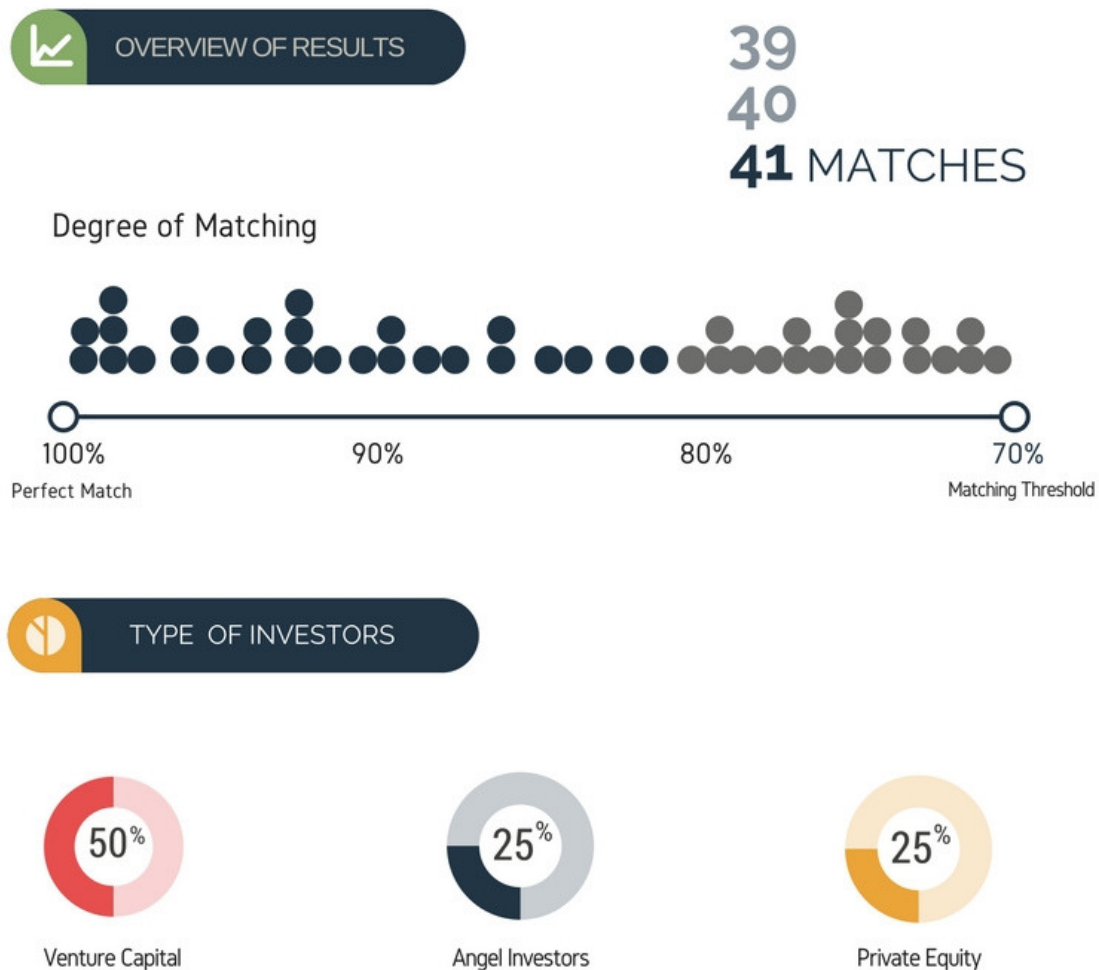 OVERVIEW OF RESULTS
39
40
41 MATCHES
Degree of Matching
100% 90% 80% 70%
Perfect Match Matching Threshold
TYPE OF INVESTORS
50% 25% 25%
Venture Capital Angel Investors Private Equity